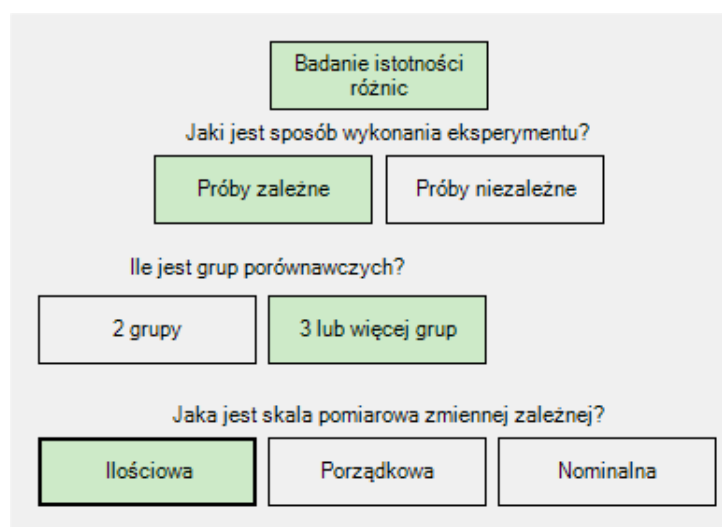 Badanie istotności
różnic
Jaki jest sposób wykonania eksperymentu?
Próby zależne
Próby niezależne
Ile jest grup porównawczych?
2 grupy
3 lub więcej grup
Jaka jest skala pomiarowa zmiennej zależnej?
Ilościowa
Porządkowa
Nominalna